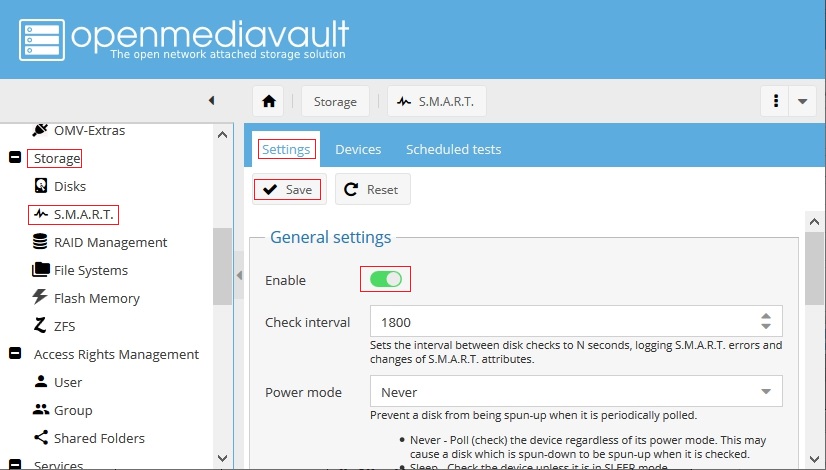 openmediavault
The open network attached storage solution
Storage
S.M.A.R.T.
OMV-Extras
Storage
Disks
S.M.A.R.T.
RAID Management
File Systems
Flash Memory
ZFS
Access Rights Management
User
Group
Shared Folders
Services
Settings
Devices
Scheduled tests
Save
Reset
General settings
Enable
Check interval
1800
Sets the interval between disk checks to N seconds, logging S.M.A.R.T. errors and
changes of S.M.A.R.T. attributes.
Power mode
Never
Prevent a disk from being spun-up when it is periodically polled.
• Never - Poll (check) the device regardless of its power mode. This may
cause a disk which is spun-down to be spun-up when it is checked.
• Sleep - Check the device unless it is in SLEEP mode.